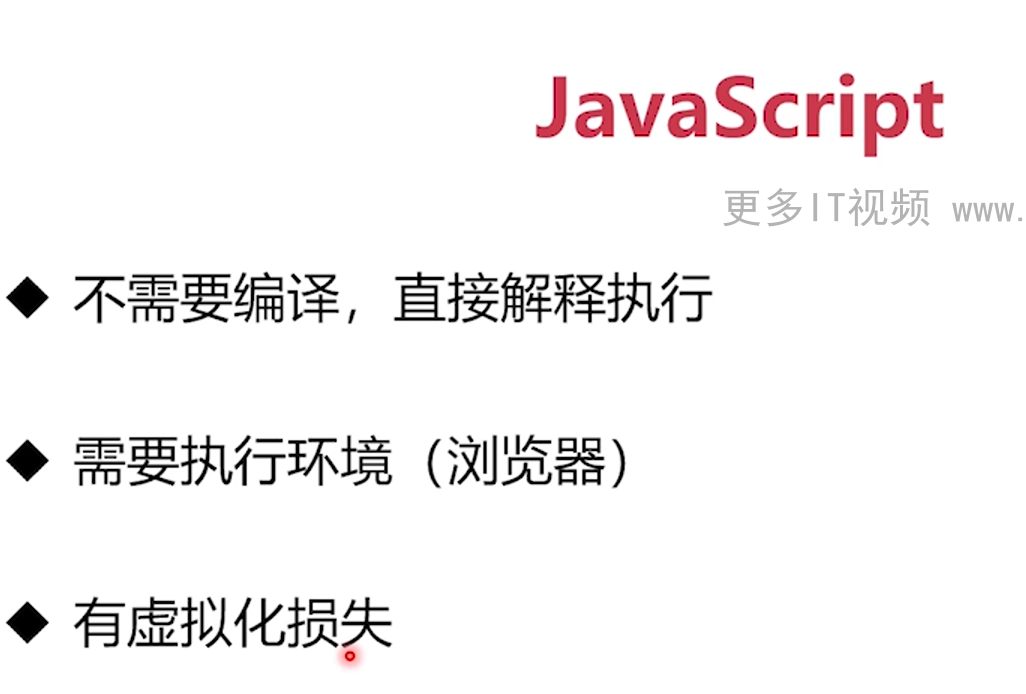 JavaScript
更多IT视频 www.
◆ 不需要编译，直接解释执行
◆ 需要执行环境（浏览器）
◆ 有虚拟化损失